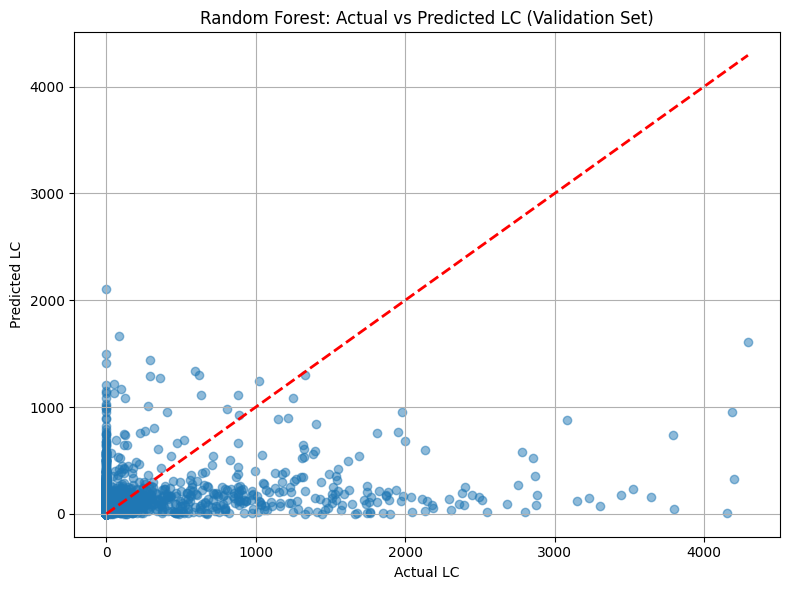 Random Forest: Actual vs Predicted LC (Validation Set)
Predicted LC
4000
3000
2000
1000
0
0 1000 2000 3000 4000
Actual LC